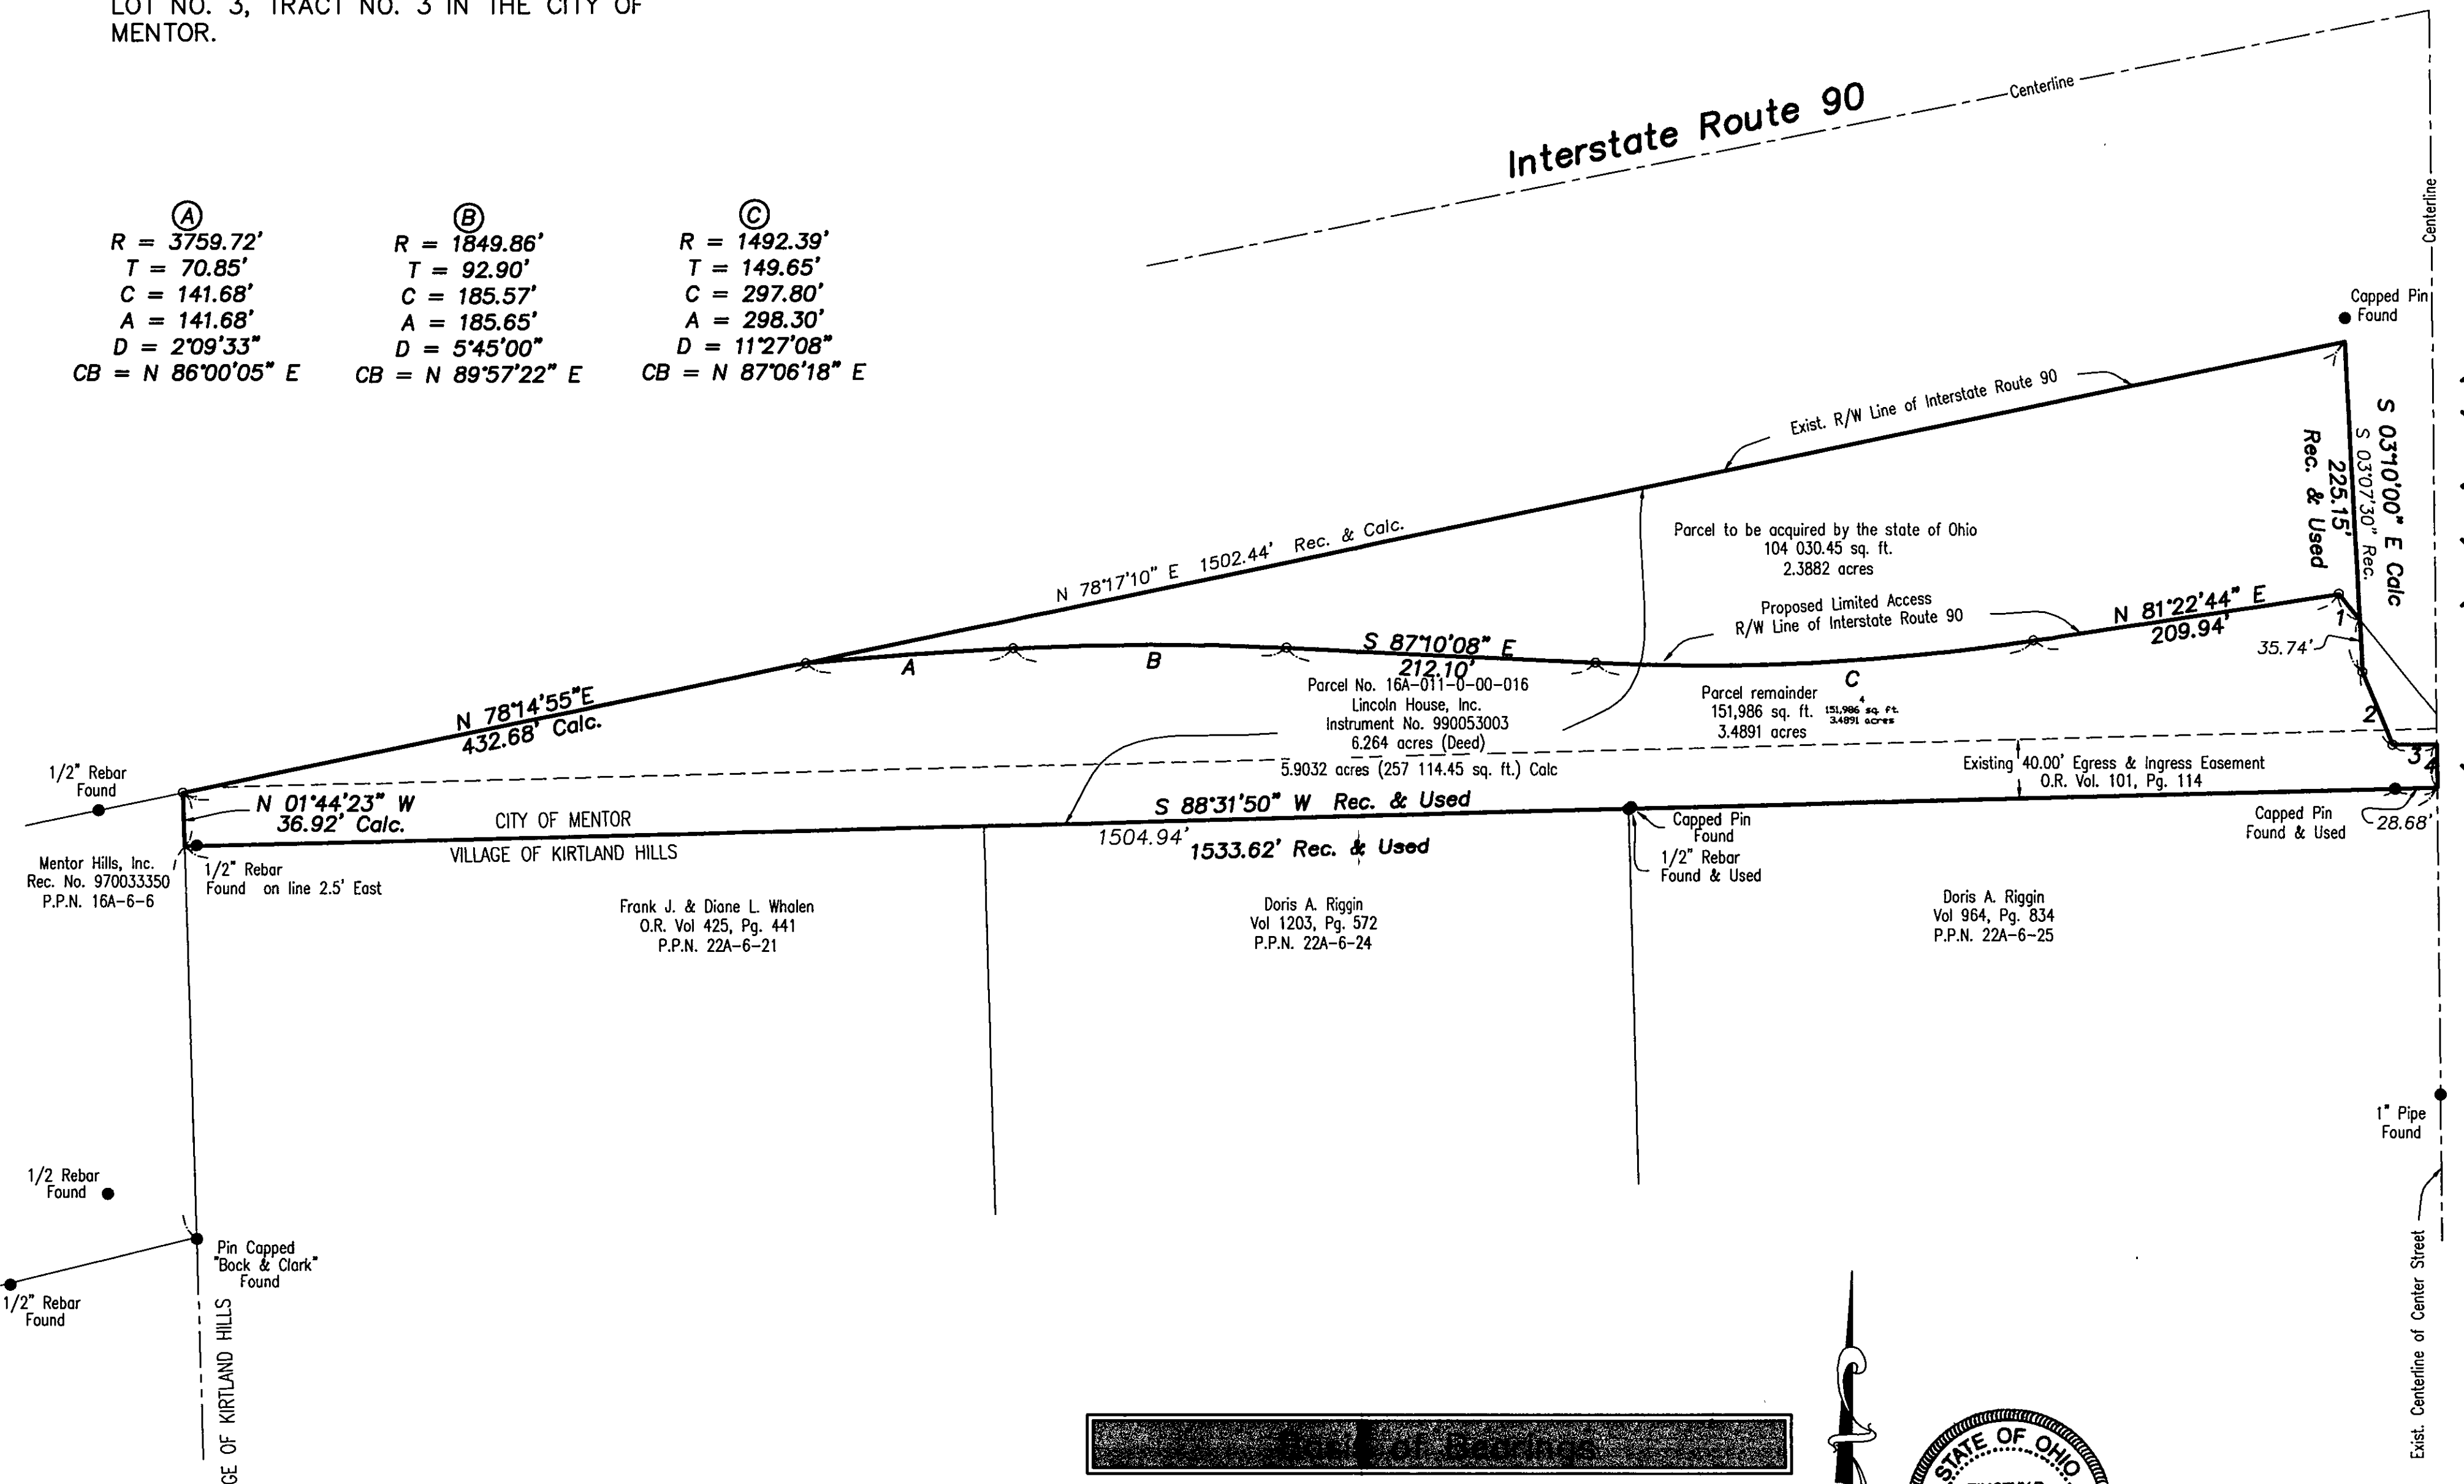 LOT NO. 3, TRACT NO. 3 IN THE CITY OF
MENTOR.
Interstate Route 90
Centerline
Centerline
A
R = 3759.72'
T = 70.85'
C = 141.68'
A = 141.68'
D = 2°09'33"
CB = N 86°00'05" E
B
R = 1849.86'
T = 92.90'
C = 185.57'
A = 185.65'
D = 5°45'00"
CB = N 89°57'22" E
C
R = 1492.39'
T = 149.65'
C = 297.80'
A = 298.30'
D = 11°27'08"
CB = N 87°06'18" E
Capped Pin
Found
Exist. R/W Line of Interstate Route 90
S 03°10'00" E Calc
S 03°07'30" Rec.
225.15'
Rec. & Used
N 78°17'10" E 1502.44' Rec. & Calc.
Parcel to be acquired by the state of Ohio
104 030.45 sq. ft.
2.3882 acres
Proposed Limited Access
R/W Line of Interstate Route 90
N 81°22'44" E
209.94'
1
35.74'
2
3
4
A
B
S 87°10'08" E
212.10'
C
Parcel No. 16A-011-0-00-016
Lincoln House, Inc.
Instrument No. 990053003
6.264 acres (Deed)
5.9032 acres (257 114.45 sq. ft.) Calc
Parcel remainder
151,986 sq. ft.
3.4891 acres
4
151,986 sq. ft.
3.4891 acres
N 78°14'55"E
432.68' Calc.
1/2" Rebar
Found
N 01°44'23" W
36.92' Calc.
CITY OF MENTOR
VILLAGE OF KIRTLAND HILLS
S 88°31'50" W Rec. & Used
1504.94'
1533.62' Rec. & Used
Existing 40.00' Egress & Ingress Easement
O.R. Vol. 101, Pg. 114
Capped Pin
Found
1/2" Rebar
Found & Used
Capped Pin
Found & Used
28.68'
Mentor Hills, Inc.
Rec. No. 970033350
P.P.N. 16A-6-6
1/2" Rebar
Found on line 2.5' East
Frank J. & Diane L. Whalen
O.R. Vol 425, Pg. 441
P.P.N. 22A-6-21
Doris A. Riggin
Vol 1203, Pg. 572
P.P.N. 22A-6-24
Doris A. Riggin
Vol 964, Pg. 834
P.P.N. 22A-6-25
1" Pipe
Found
1/2 Rebar
Found
Pin Capped
"Bock & Clark"
Found
1/2" Rebar
Found
GE OF KIRTLAND HILLS
Exist. Centerline of Center Street
Basis of Bearings
STATE OF OHIO